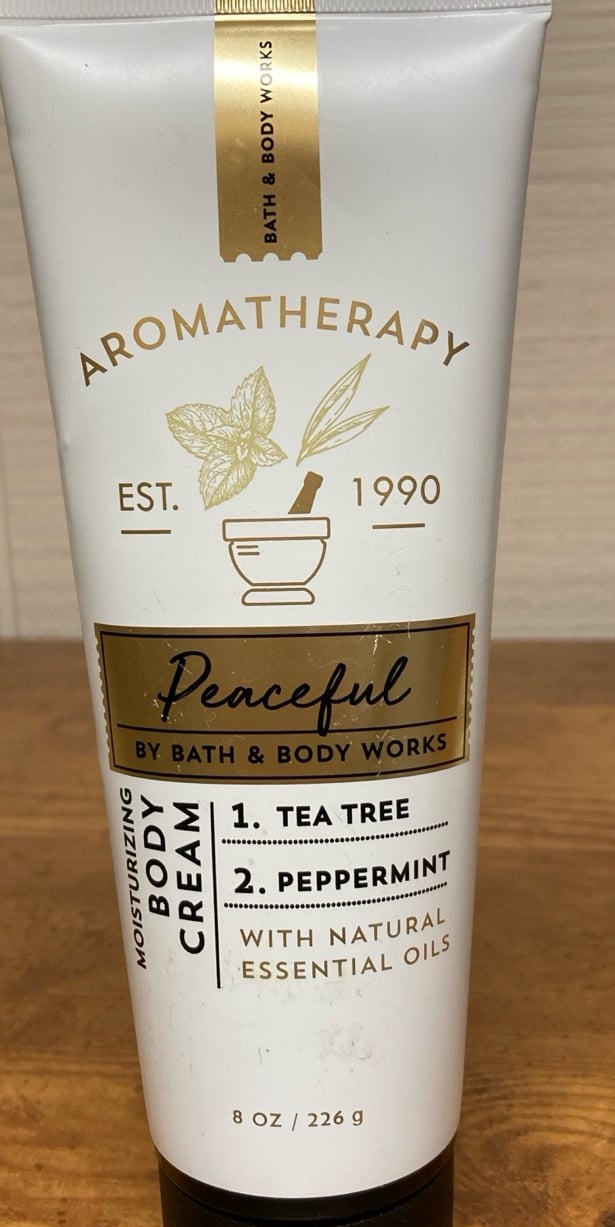 BATH & BODY WORKS
AROMATHERAPY
EST. 1990
Peaceful
BY BATH & BODY WORKS
MOISTURIZING
BODY
CREAM
1. TEA TREE
2. PEPPERMINT
WITH NATURAL
ESSENTIAL OILS
8 OZ / 226 g